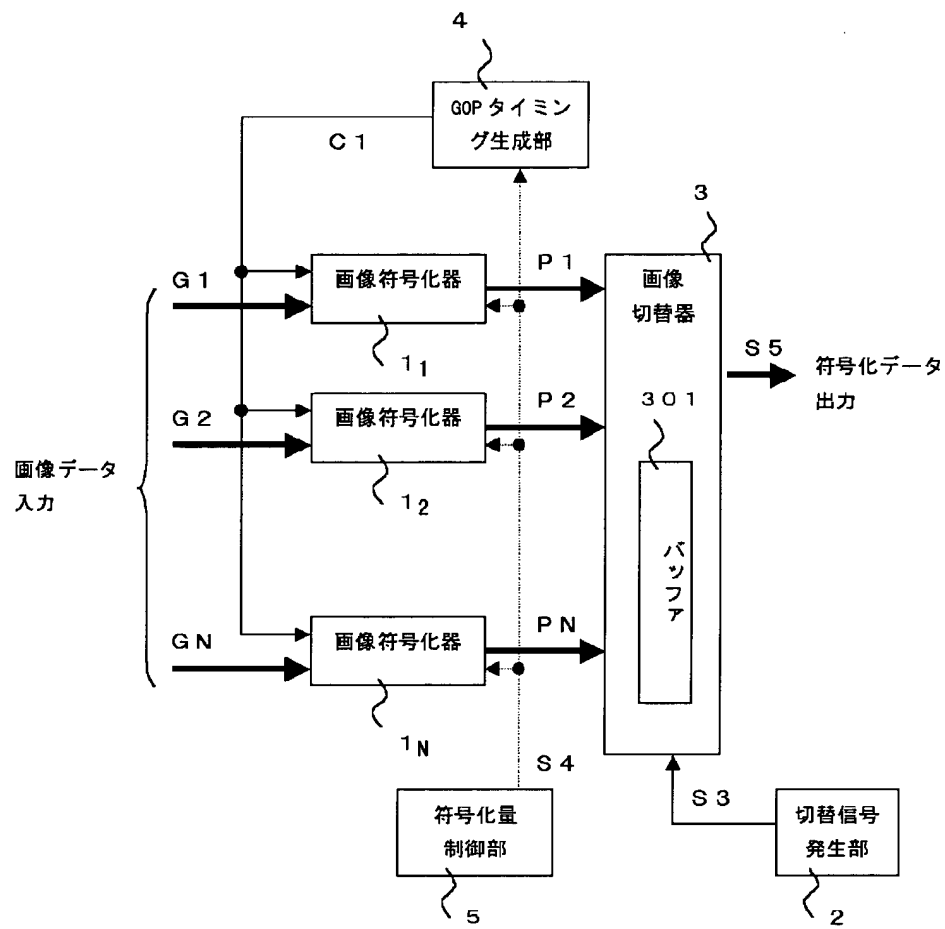 4
GOPタイミン
グ生成部
C1
3
G1
画像符号化器
P1
画像
切替器
1₁
S5
符号化データ
出力
G2
画像符号化器
P2
301
画像データ
入力
1₂
バッファ
GN
画像符号化器
PN
1N
S4
S3
符号化量
制御部
切替信号
発生部
5
2